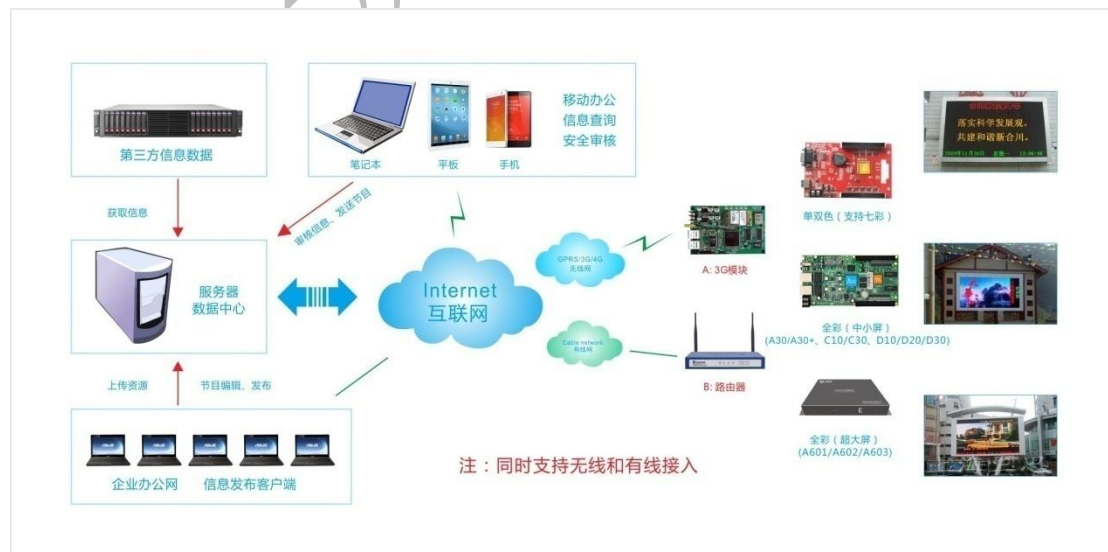 第三方信息数据
移动办公
信息查询
安全审核
笔记本
平板
手机
获取信息
审核信息、发送节目
服务器
数据中心
Internet
互联网
GPRS/3G/4G
无线网
Cable network
有线网
A: 3G模块
B: 路由器
单双色（支持七彩）
全彩（中小屏）
(A30/A30+、C10/C30、D10/D20/D30)
全彩（超大屏）
(A601/A602/A603)
落实科学发展观，
共建和谐新合川。
上传资源
节目编辑、发布
企业办公网
信息发布客户端
注：同时支持无线和有线接入